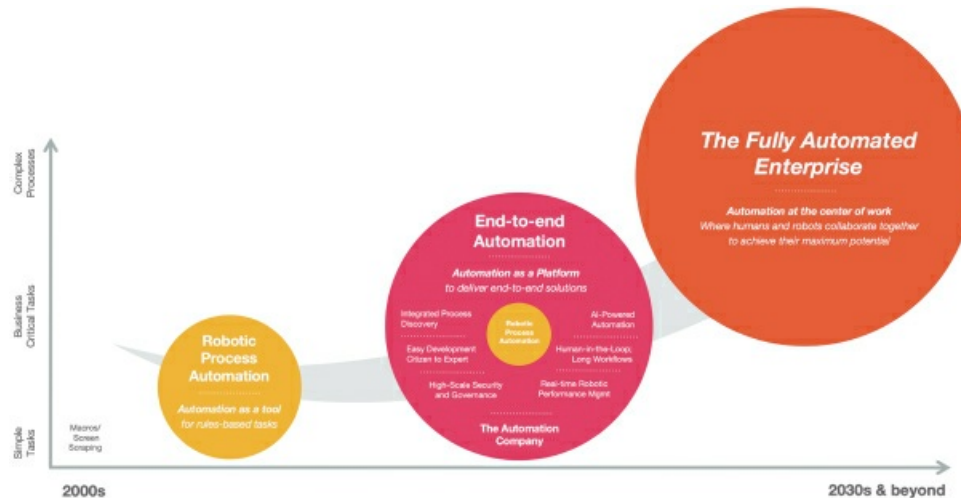 Complex
Processes
Business
Critical Tasks
Simple
Tasks
Macros/
Screen
Scraping
Robotic
Process
Automation
Automation as a tool
for rules-based tasks
End-to-end
Automation
Automation as a Platform
to deliver end-to-end solutions
Integrated Process
Discovery
AI-Powered
Automation
Robotic
Process
Automation
Easy Development
Citizen to Expert
Human-in-the-Loop;
Long Workflows
High-Scale Security
and Governance
Real-time Robotic
Performance Mgmt
The Automation
Company
The Fully Automated
Enterprise
Automation at the center of work
Where humans and robots collaborate together
to achieve their maximum potential
2000s
2030s & beyond